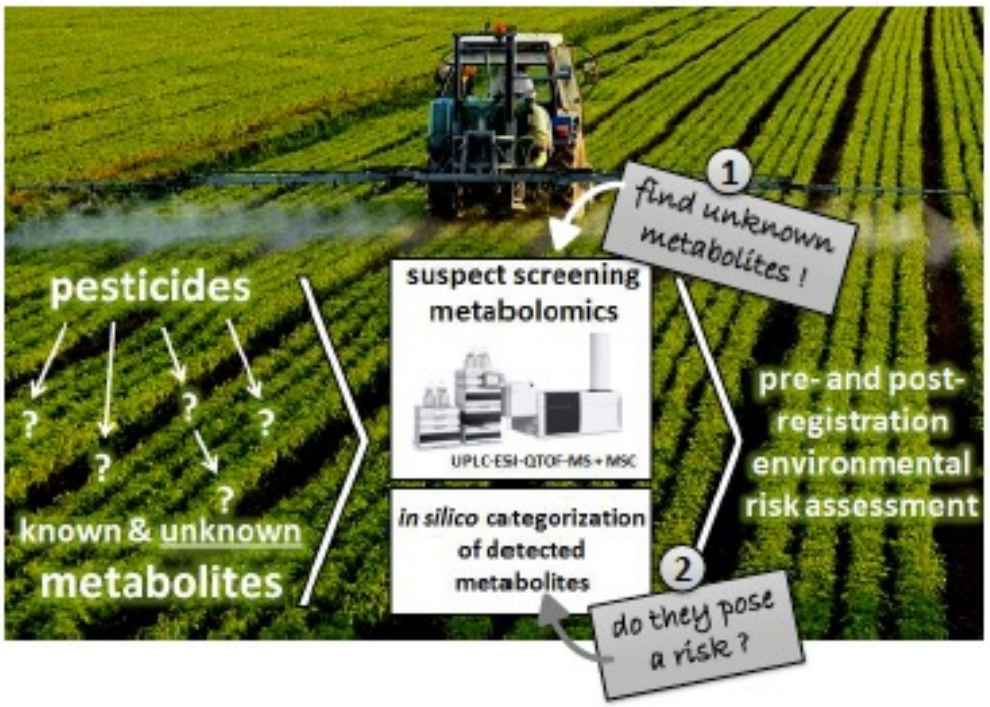 pesticides
?
?
?
?
?
known & unknown
metabolites
1
find unknown
metabolites !
suspect screening
metabolomics
UPLC-ESI-QTOF-MS + MSC
in silico categorization
of detected
metabolites
2
do they pose
a risk ?
pre- and post-
registration
environmental
risk assessment